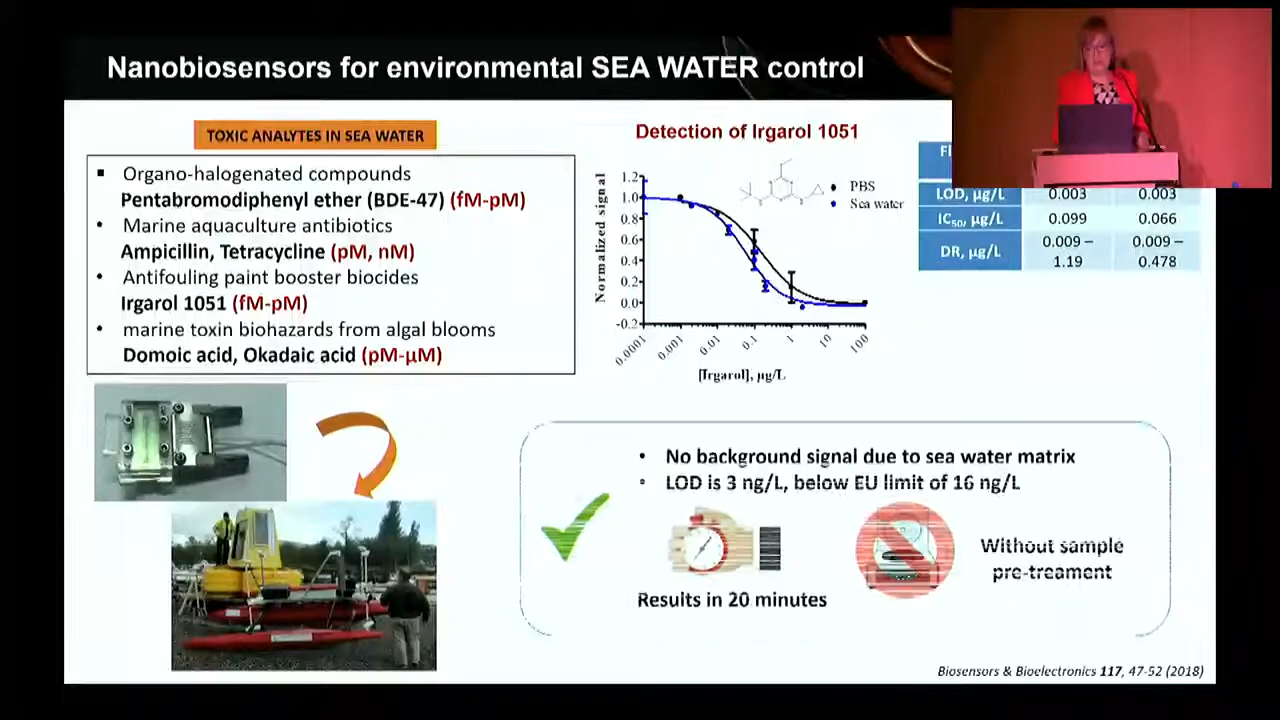 Nanobiosensors for environmental SEA WATER control
TOXIC ANALYTES IN SEA WATER
▪ Organo-halogenated compounds
Pentabromodiphenyl ether (BDE-47) (fM-pM)
• Marine aquaculture antibiotics
Ampicillin, Tetracycline (pM, nM)
• Antifouling paint booster biocides
Irgarol 1051 (fM-pM)
• marine toxin biohazards from algal blooms
Domoic acid, Okadaic acid (pM-μM)
Detection of Irgarol 1051
Normalized signal
1.2
1.0
0.8
0.6
0.4
0.2
0.0
-0.2
0.0001
0.001
0.01
0.1
1
10
100
[Irgarol], μg/L
PBS
Sea water
LOD, μg/L 0.003 0.003
IC50, μg/L 0.099 0.066
DR, μg/L 0.009 – 1.19 0.009 – 0.478
• No background signal due to sea water matrix
• LOD is 3 ng/L, below EU limit of 16 ng/L
Results in 20 minutes
Without sample
pre-treatment
Biosensors & Bioelectronics 117, 47-52 (2018)